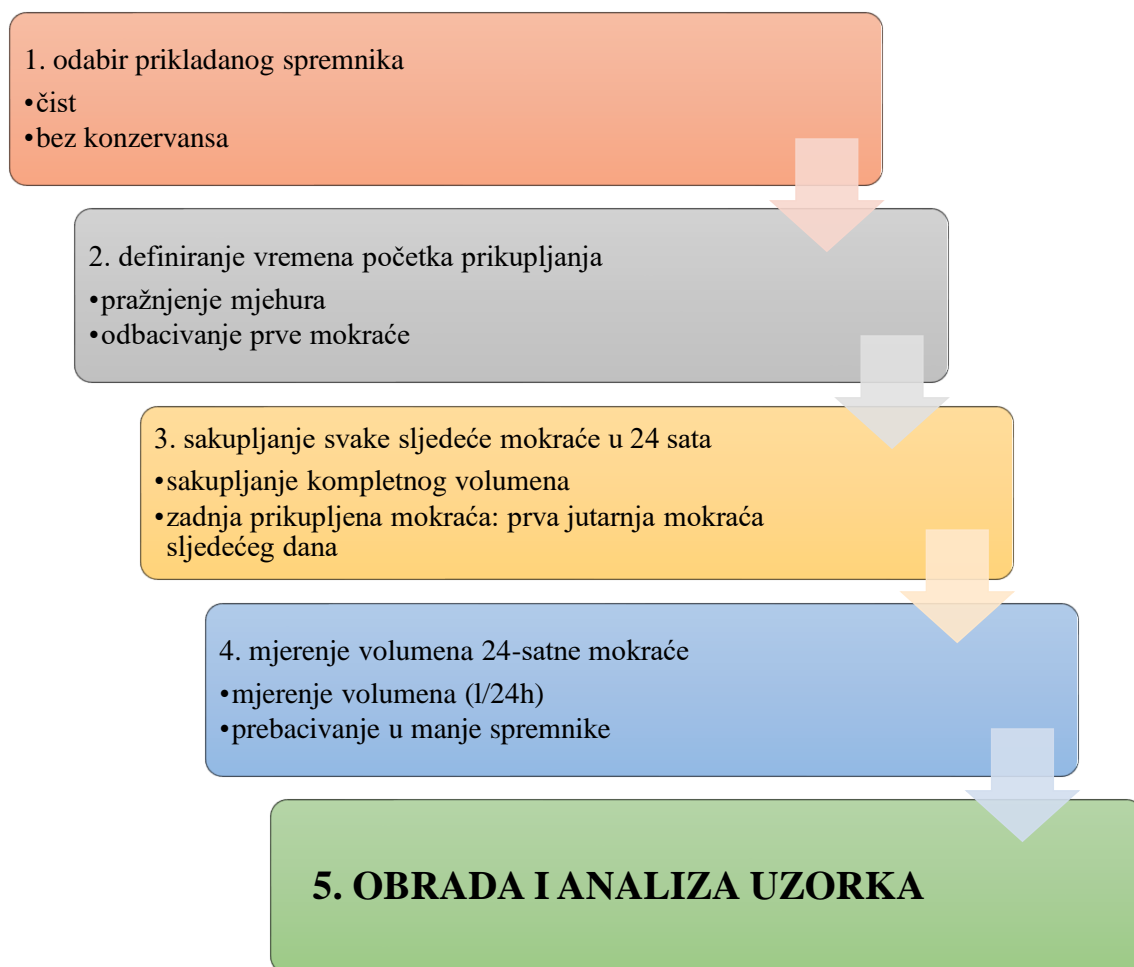 1. odabir prikladanog spremnika
•čist
•bez konzervansa
2. definiranje vremena početka prikupljanja
•pražnjenje mjehura
•odbacivanje prve mokraće
3. sakupljanje svake sljedeće mokraće u 24 sata
•sakupljanje kompletnog volumena
•zadnja prikupljena mokraća: prva jutarnja mokraća
sljedećeg dana
4. mjerenje volumena 24-satne mokraće
•mjerenje volumena (l/24h)
•prebacivanje u manje spremnike
5. OBRADA I ANALIZA UZORKA